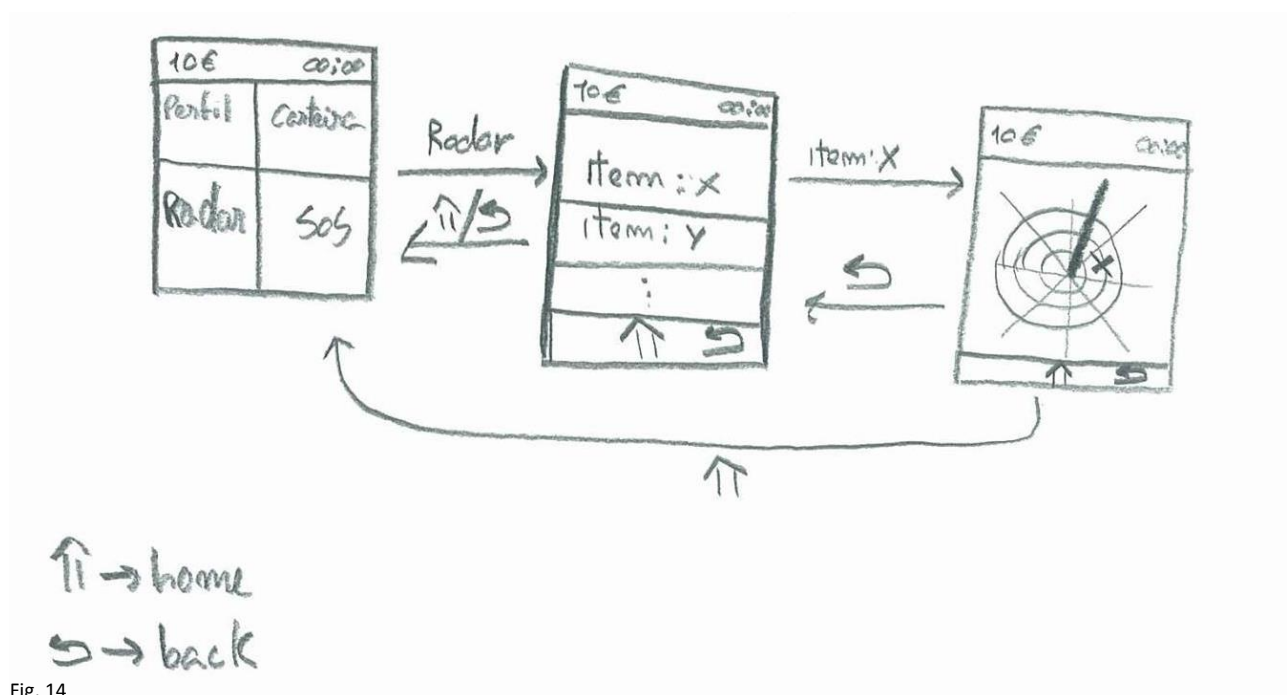 10€ 00:00
Perfil Carteira
Radar SOS
Radar
10€ 00:00
item: X
item: y
item: X
10€ 00:00
→ home
→ back
Fig. 14